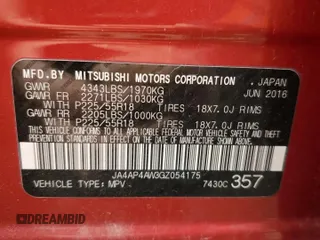 MFD.BY MITSUBISHI MOTORS CORPORATION, JAPAN
GVWR 4343LBS/1970KG JUN 2016
GAWR FR 2271LBS/1030KG
WITH P225/55R18 TIRES 18X7.0J RIMS
GAWR RR 2205LBS/1000KG
WITH P225/55R18 TIRES 18X7.0J RIMS
JA4AP4AW3GZ054175
VEHICLE TYPE: MPV 7430C 357
© DREAMBID